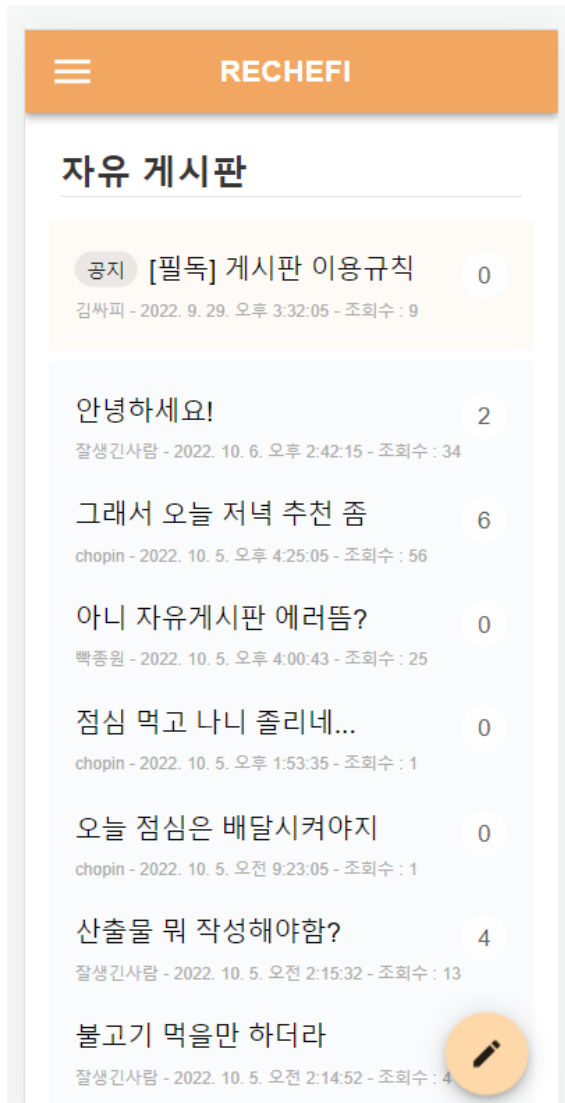 RECHEFI
자유 게시판
공지 [필독] 게시판 이용규칙 0
김싸피 - 2022. 9. 29. 오후 3:32:05 - 조회수 : 9
안녕하세요! 2
잘생긴사람 - 2022. 10. 6. 오후 2:42:15 - 조회수 : 34
그래서 오늘 저녁 추천 좀 6
chopin - 2022. 10. 5. 오후 4:25:05 - 조회수 : 56
아니 자유게시판 에러뜸? 0
빡종원 - 2022. 10. 5. 오후 4:00:43 - 조회수 : 25
점심 먹고 나니 졸리네... 0
chopin - 2022. 10. 5. 오후 1:53:35 - 조회수 : 1
오늘 점심은 배달시켜야지 0
chopin - 2022. 10. 5. 오전 9:23:05 - 조회수 : 1
산출물 뭐 작성해야함? 4
잘생긴사람 - 2022. 10. 5. 오전 2:15:32 - 조회수 : 13
불고기 먹을만 하더라
잘생긴사람 - 2022. 10. 5. 오전 2:14:52 - 조회수 :